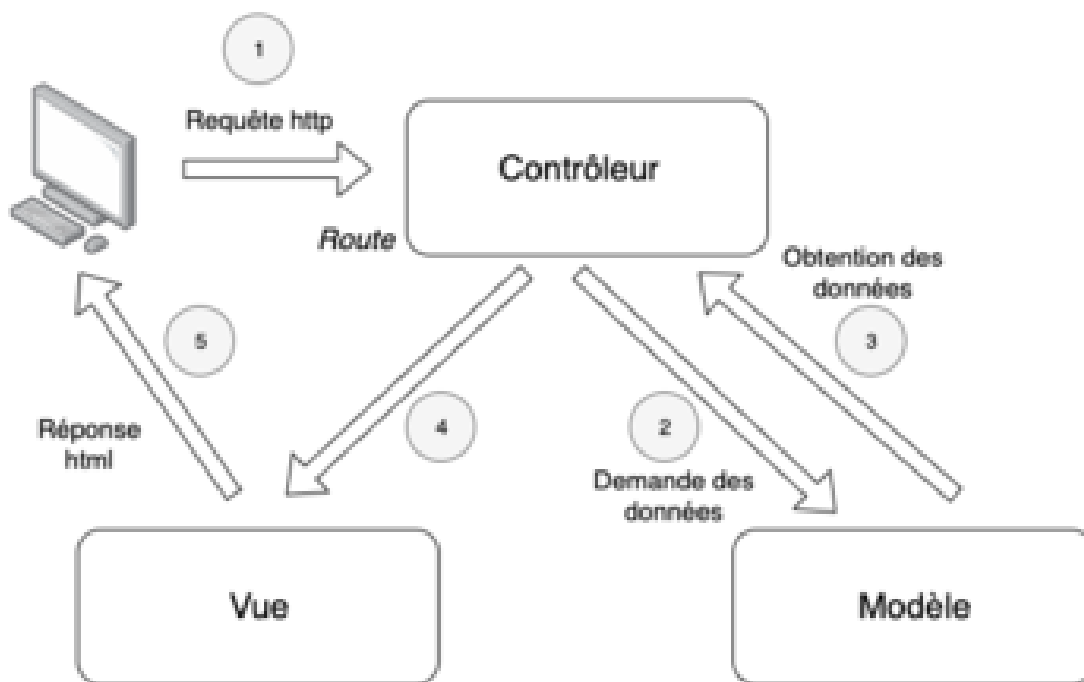 1
Requête http
Contrôleur
Route
Obtention des
données
5
3
4
2
Réponse
html
Demande des
données
Vue
Modèle